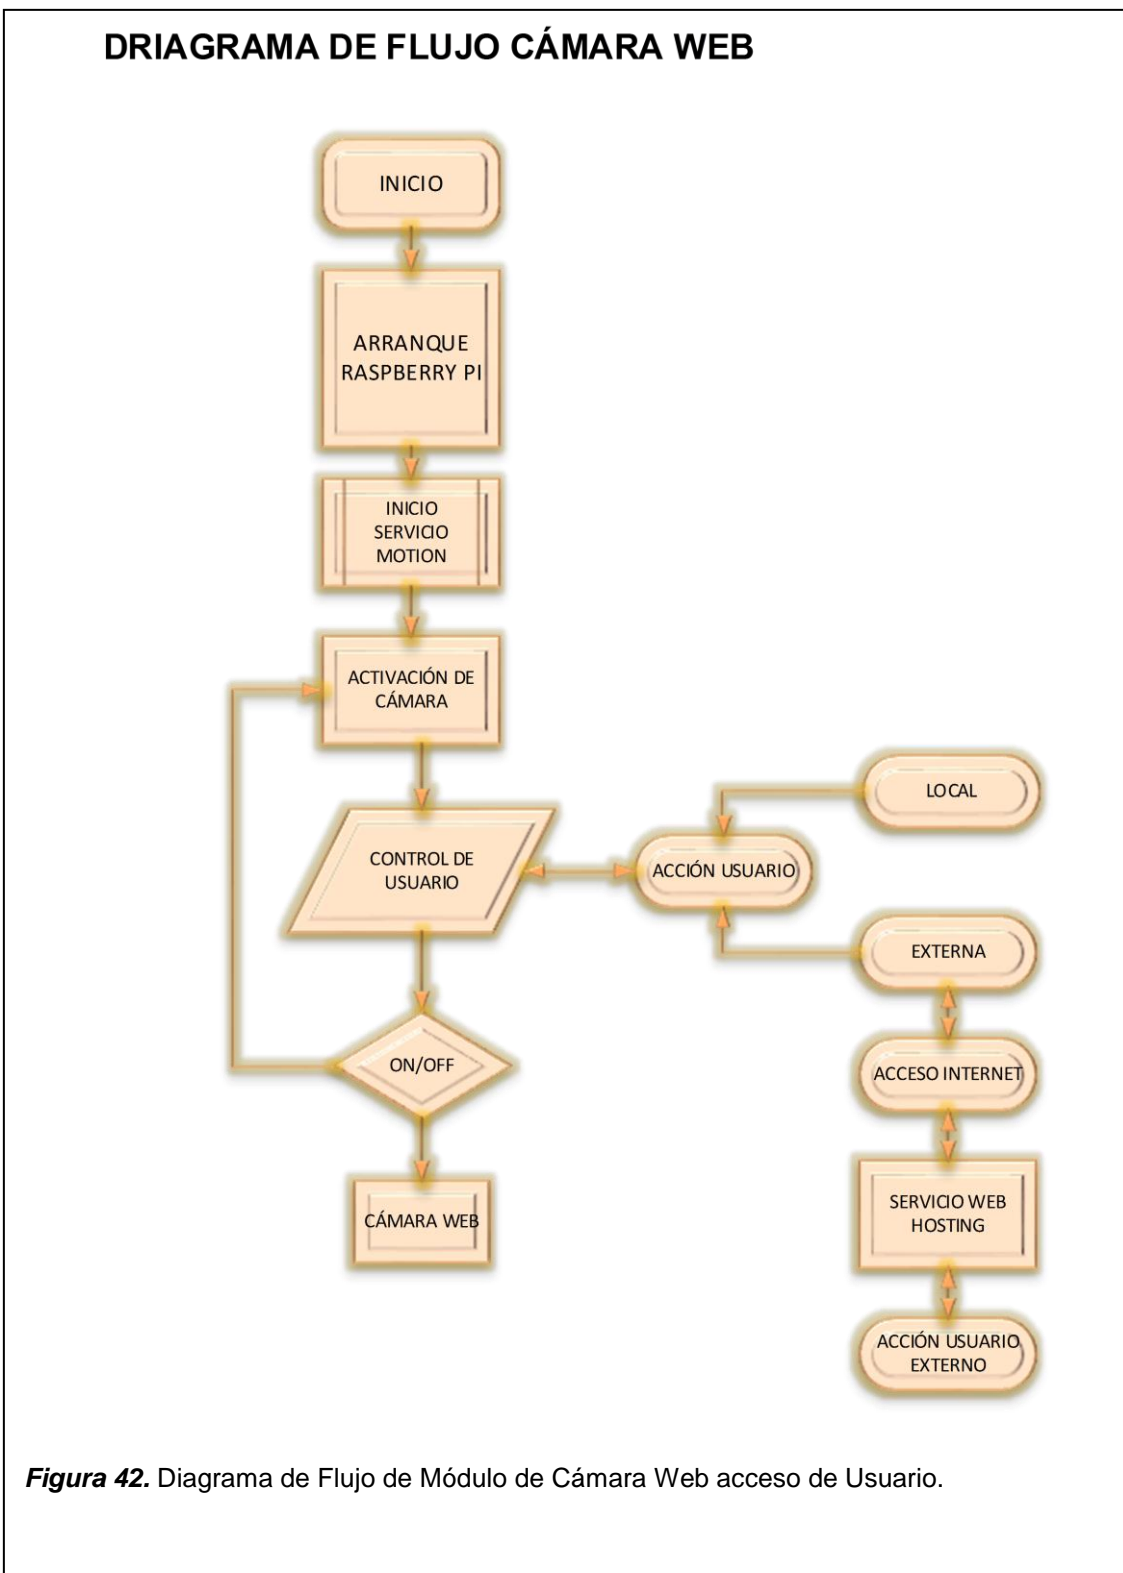 DRIAGRAMA DE FLUJO CÁMARA WEB
INICIO
ARRANQUE
RASPBERRY PI
INICIO
SERVICIO
MOTION
ACTIVACIÓN DE
CÁMARA
CONTROL DE
USUARIO
ON/OFF
CÁMARA WEB
LOCAL
ACCIÓN USUARIO
EXTERNA
ACCESO INTERNET
SERVICIO WEB
HOSTING
ACCIÓN USUARIO
EXTERNO
Figura 42. Diagrama de Flujo de Módulo de Cámara Web acceso de Usuario.